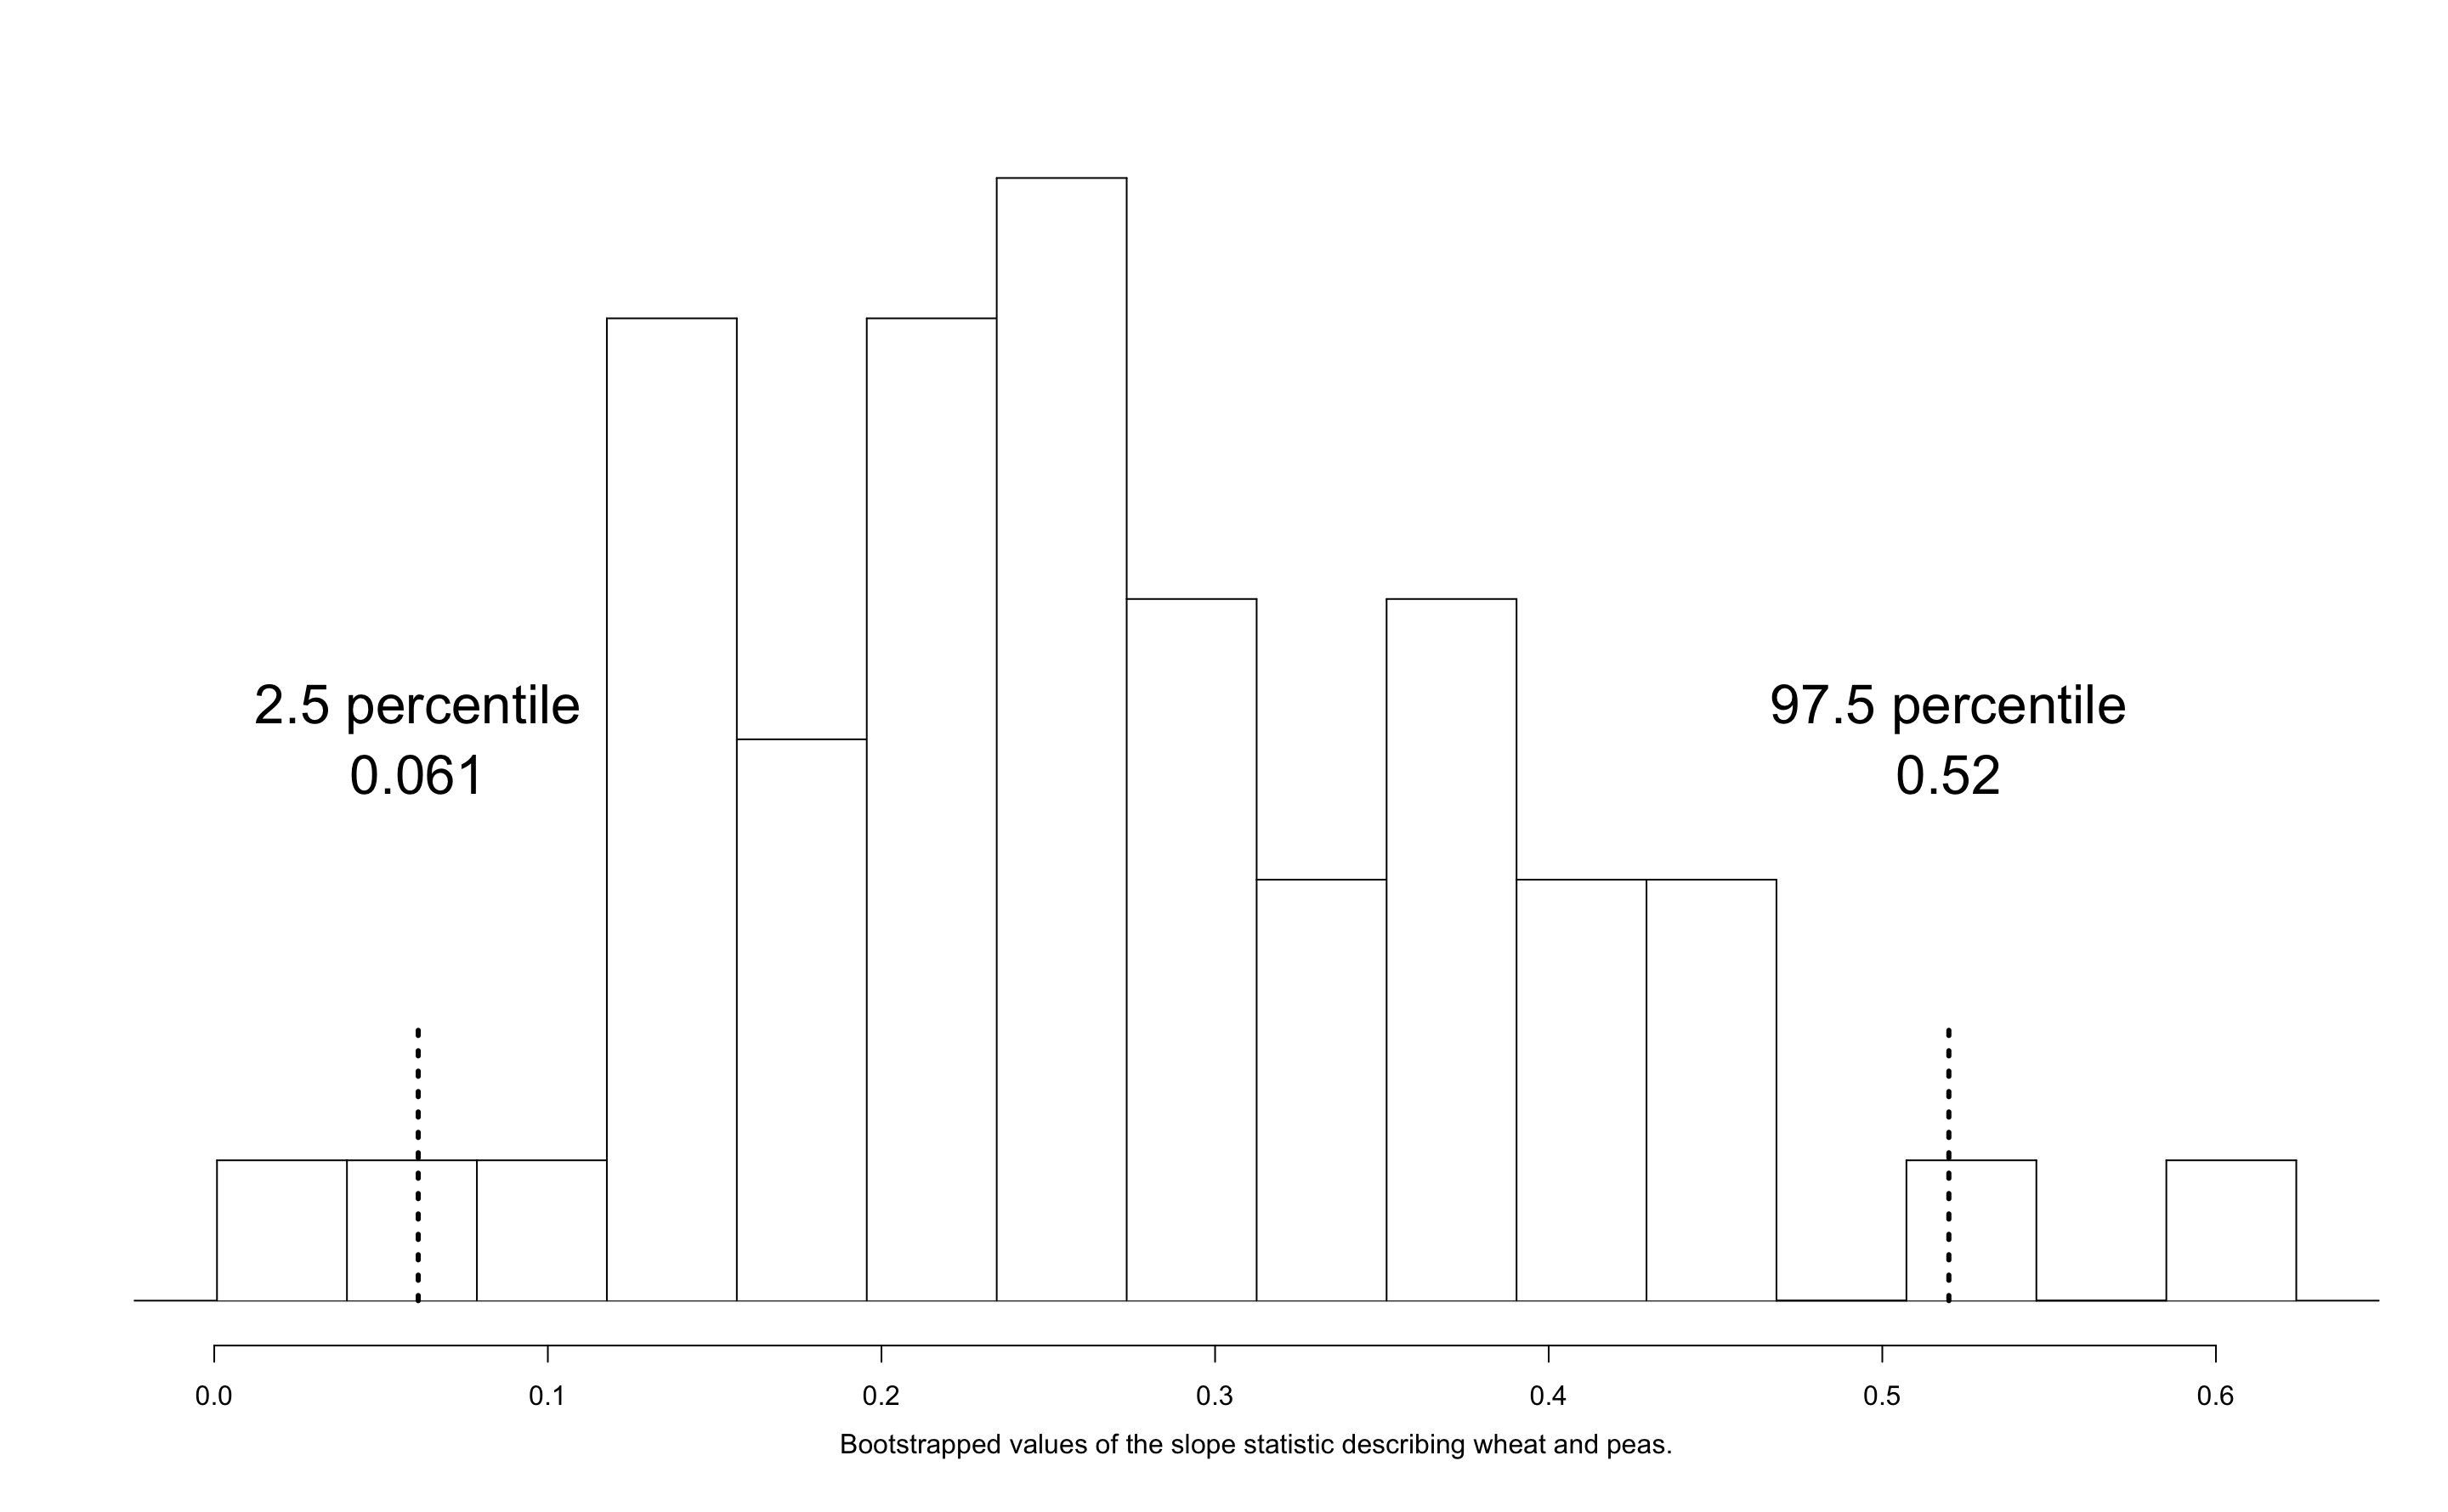 2.5 percentile
0.061
97.5 percentile
0.52
0.0 0.1 0.2 0.3 0.4 0.5 0.6
Bootstrapped values of the slope statistic describing wheat and peas.